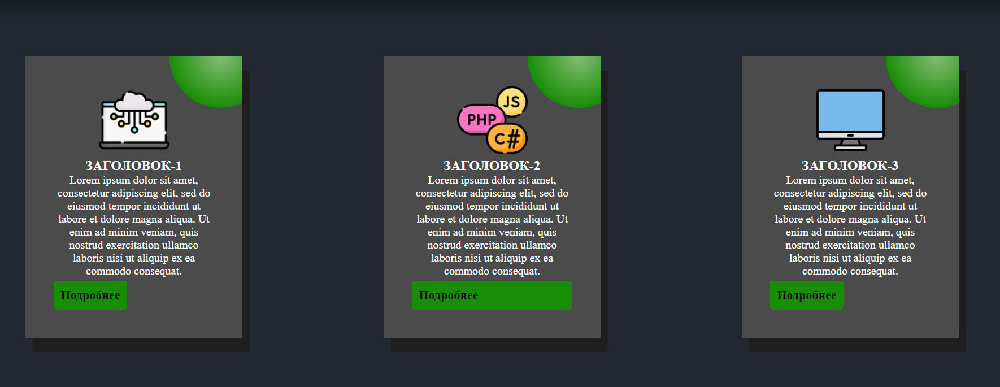 ЗАГОЛОВОК-1
Lorem ipsum dolor sit amet,
consectetur adipiscing elit, sed do
eiusmod tempor incididunt ut
labore et dolore magna aliqua. Ut
enim ad minim veniam, quis
nostrud exercitation ullamco
laboris nisi ut aliquip ex ea
commodo consequat.
Подробнее
JS
PHP
C#
ЗАГОЛОВОК-2
Lorem ipsum dolor sit amet,
consectetur adipiscing elit, sed do
eiusmod tempor incididunt ut
labore et dolore magna aliqua. Ut
enim ad minim veniam, quis
nostrud exercitation ullamco
laboris nisi ut aliquip ex ea
commodo consequat.
Подробнее
ЗАГОЛОВОК-3
Lorem ipsum dolor sit amet,
consectetur adipiscing elit, sed do
eiusmod tempor incididunt ut
labore et dolore magna aliqua. Ut
enim ad minim veniam, quis
nostrud exercitation ullamco
laboris nisi ut aliquip ex ea
commodo consequat.
Подробнее